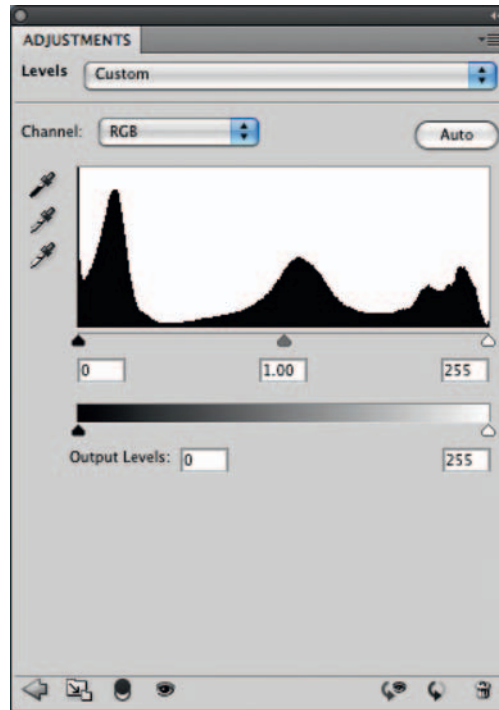 ADJUSTMENTS
Levels Custom
Channel: RGB Auto
0 1.00 255
Output Levels: 0 255